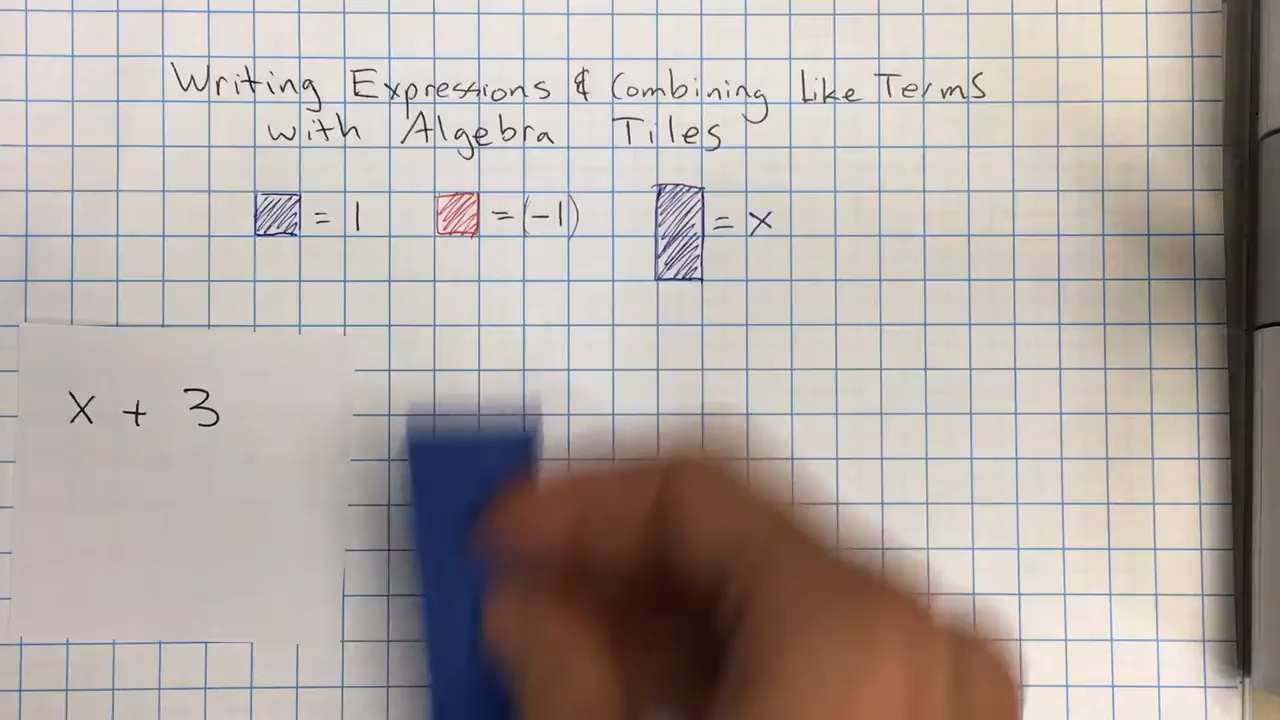 Writing Expressions & Combining Like Terms
with Algebra Tiles
= 1 = (-1) = x
x + 3